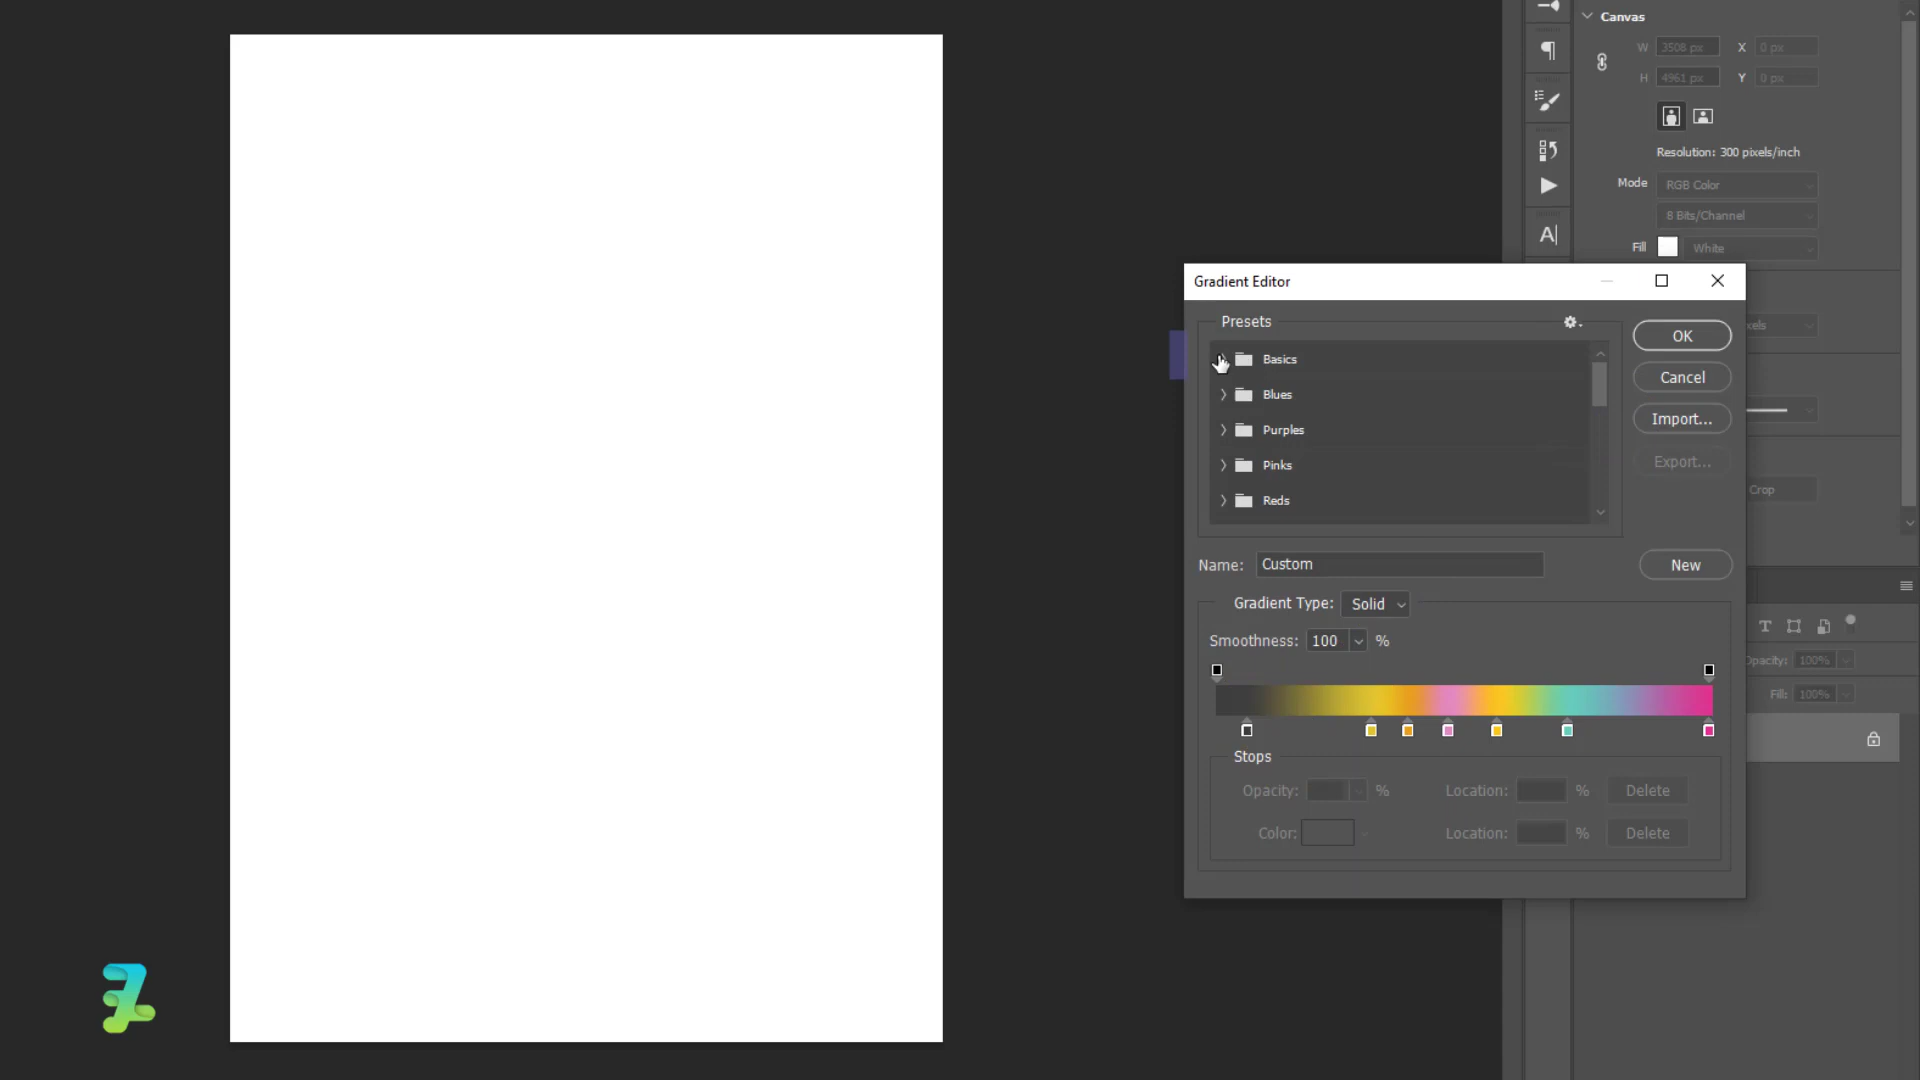 Canvas
W 3508 px X 0 px
H 4961 px Y 0 px
Resolution: 300 pixels/inch
Mode RGB Color
8 Bits/Channel
Fill White
A
Gradient Editor
Presets
OK
Basics
Cancel
Blues
Import...
Purples
Export...
Pinks
Crop
Reds
Name: Custom
New
Gradient Type: Solid
Smoothness: 100 %
T
Opacity: 100%
Fill: 100%
Stops
Opacity: % Location: % Delete
Color: Location: % Delete